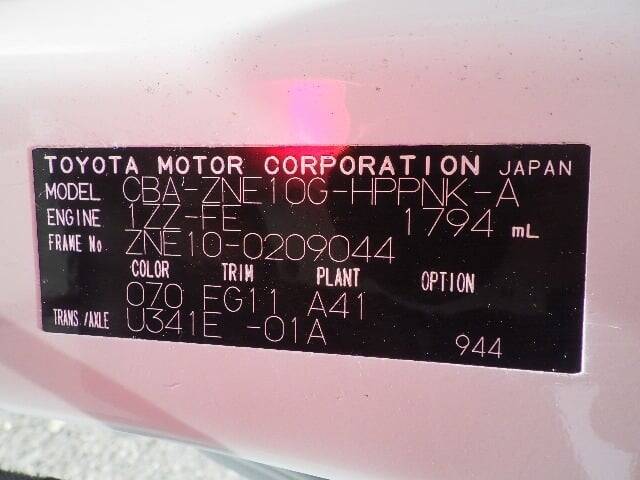 TOYOTA MOTOR CORPORATION JAPAN
MODEL CBA-ZNE10G-HPPNK-A
ENGINE 1ZZ-FE 1794 mL
FRAME No. ZNE10-0209044
COLOR TRIM PLANT OPTION
070 FG11 A41
TRANS./AXLE U341E -01A
944